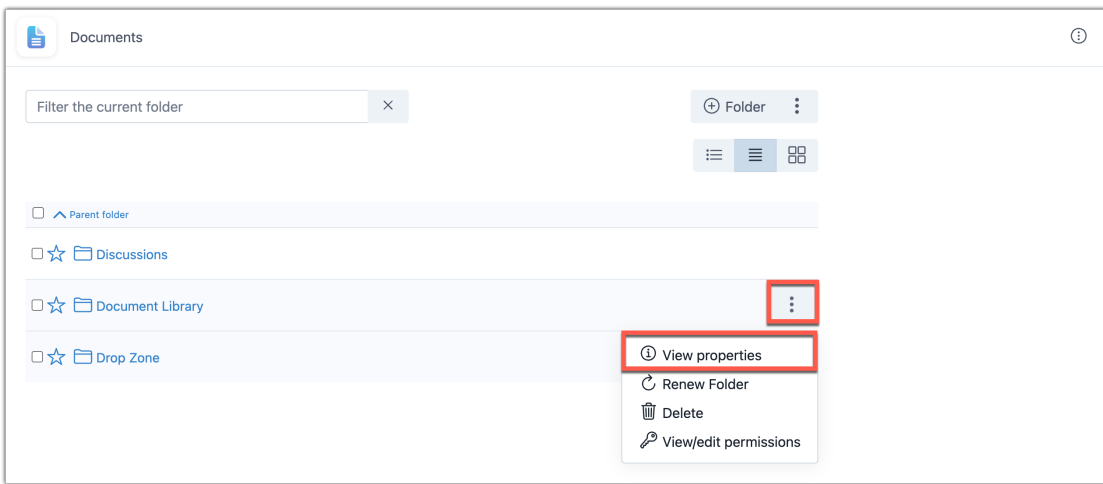 Documents
Filter the current folder
Folder
Parent folder
Discussions
Document Library
Drop Zone
View properties
Renew Folder
Delete
View/edit permissions